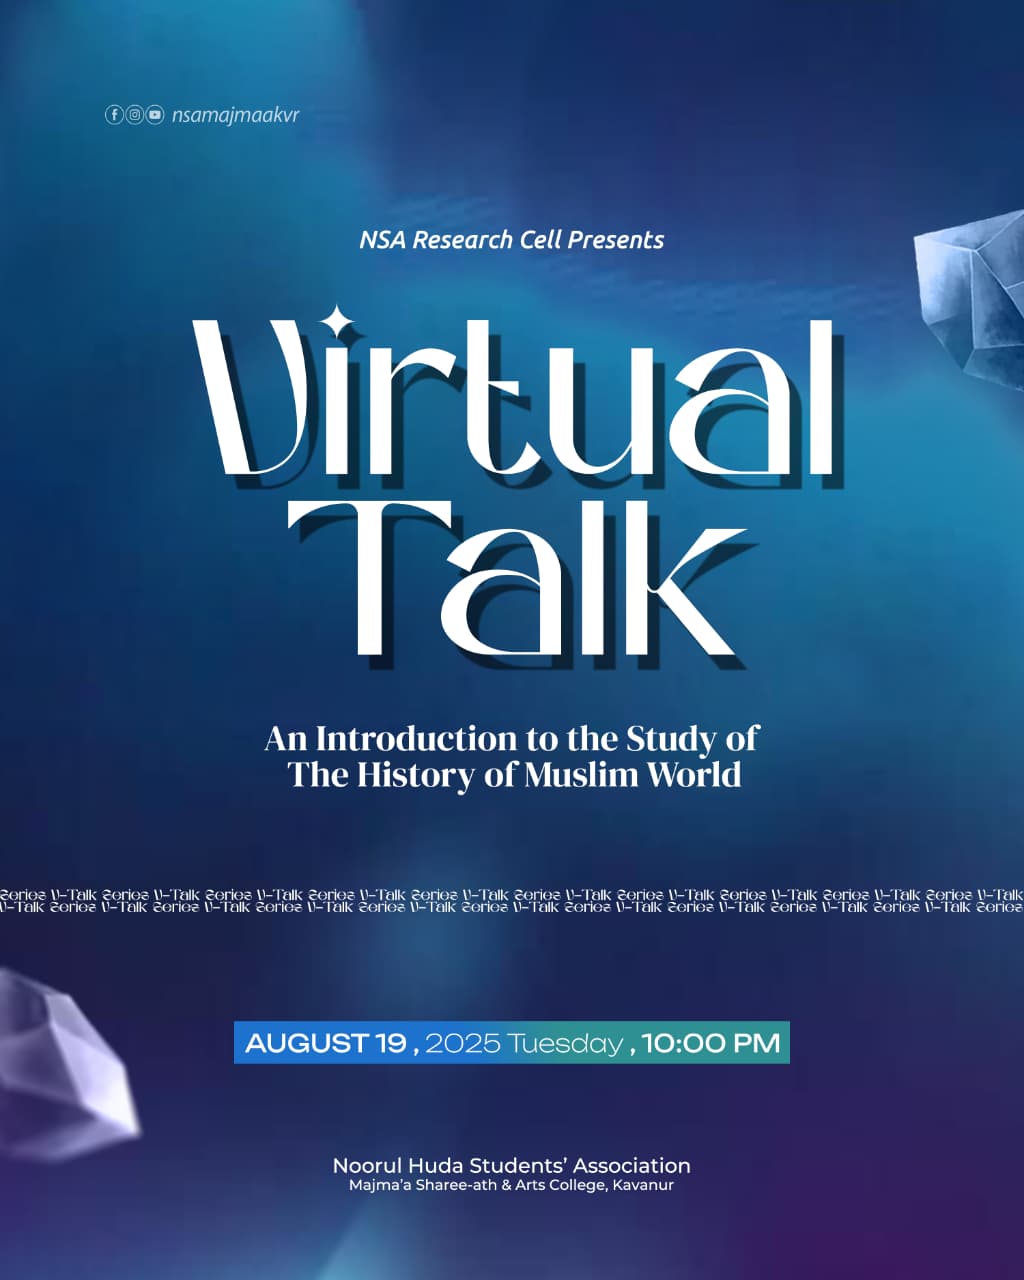 nsamajmaakvr
NSA Research Cell Presents
Virtual
Talk
An Introduction to the Study of
The History of Muslim World
Series V-Talk Series V-Talk Series V-Talk Series V-Talk Series V-Talk Series V-Talk Series V-Talk Series V-Talk Series V-Talk Series V-Talk
V-Talk Series V-Talk Series V-Talk Series V-Talk Series V-Talk Series V-Talk Series V-Talk Series V-Talk Series V-Talk Series V-Talk Series
AUGUST 19 , 2025 Tuesday , 10:00 PM
Noorul Huda Students’ Association
Majma’a Sharee-ath & Arts College, Kavanur